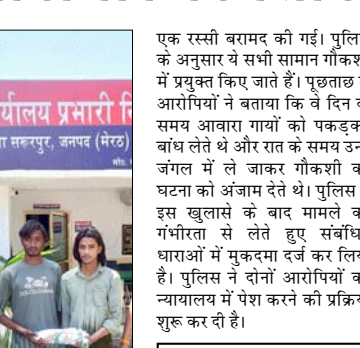 र्यालय प्रभारी नि
ना सरूरपुर, जनपद (मेरठ)
एक रस्सी बरामद की गई। पुलि
के अनुसार ये सभी सामान गौकश
में प्रयुक्त किए जाते हैं। पूछताछ
आरोपियों ने बताया कि वे दिन
समय आवारा गायों को पकड़क
बांध लेते थे और रात के समय उन
जंगल में ले जाकर गौकशी क
घटना को अंजाम देते थे। पुलिस
इस खुलासे के बाद मामले क
गंभीरता से लेते हुए संबंधि
धाराओं में मुकदमा दर्ज कर लिय
है। पुलिस ने दोनों आरोपियों क
न्यायालय में पेश करने की प्रक्रिय
शुरू कर दी है।